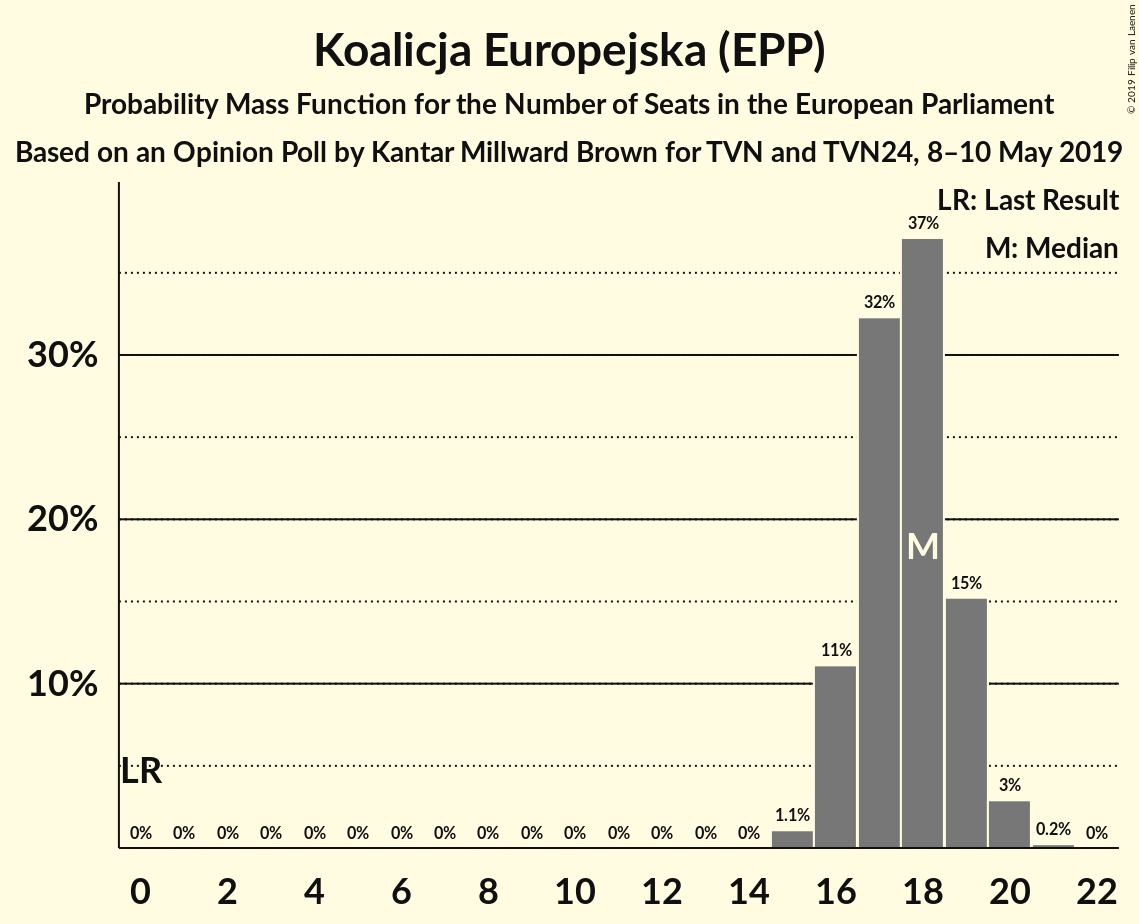 Koalicja Europejska (EPP)
Probability Mass Function for the Number of Seats in the European Parliament
Based on an Opinion Poll by Kantar Millward Brown for TVN and TVN24, 8–10 May 2019
© 2019 Filip van Laenen
LR: Last Result
M: Median
37%
32%
30%
20%
M
15%
11%
10%
LR
0% 0% 0% 0% 0% 0% 0% 0% 0% 0% 0% 0% 0% 0% 0% 1.1% 3% 0.2% 0%
0 2 4 6 8 10 12 14 16 18 20 22